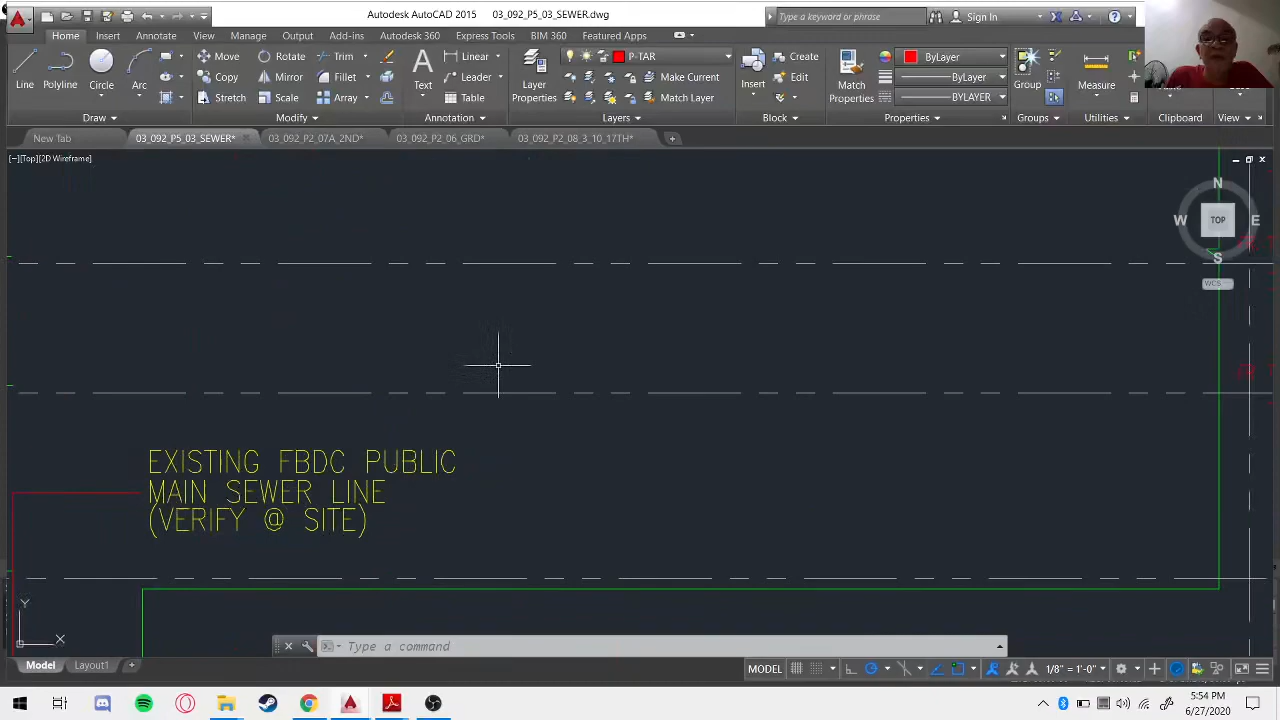 Autodesk AutoCAD 2015 03_092_P5_03_SEWER.dwg
Type a keyword or phrase
Sign In
Home Insert Annotate View Manage Output Add-ins Autodesk 360 Express Tools BIM 360 Featured Apps
Line Polyline Circle Arc
Move Rotate Trim
Copy Mirror Fillet
Stretch Scale Array
Draw Modify
Text
Linear
Leader
Table
Annotation
Layer
Properties
P-TAR
Make Current
Match Layer
Layers
Insert
Create
Edit
Block
Match
Properties
ByLayer
ByLayer
BYLAYER
Properties
Group
Groups
Measure
Utilities
Clipboard
View
New Tab 03_092_P5_03_SEWER* 03_092_P2_07A_2ND* 03_092_P2_06_GRD* 03_092_P2_08_3_10_17TH*
[−][Top][2D Wireframe]
N
W TOP E
S
WCS
EXISTING FBDC PUBLIC
MAIN SEWER LINE
(VERIFY @ SITE)
Y
X
Type a command
Model Layout1
MODEL
1/8" = 1'-0"
5:54 PM
6/27/2020